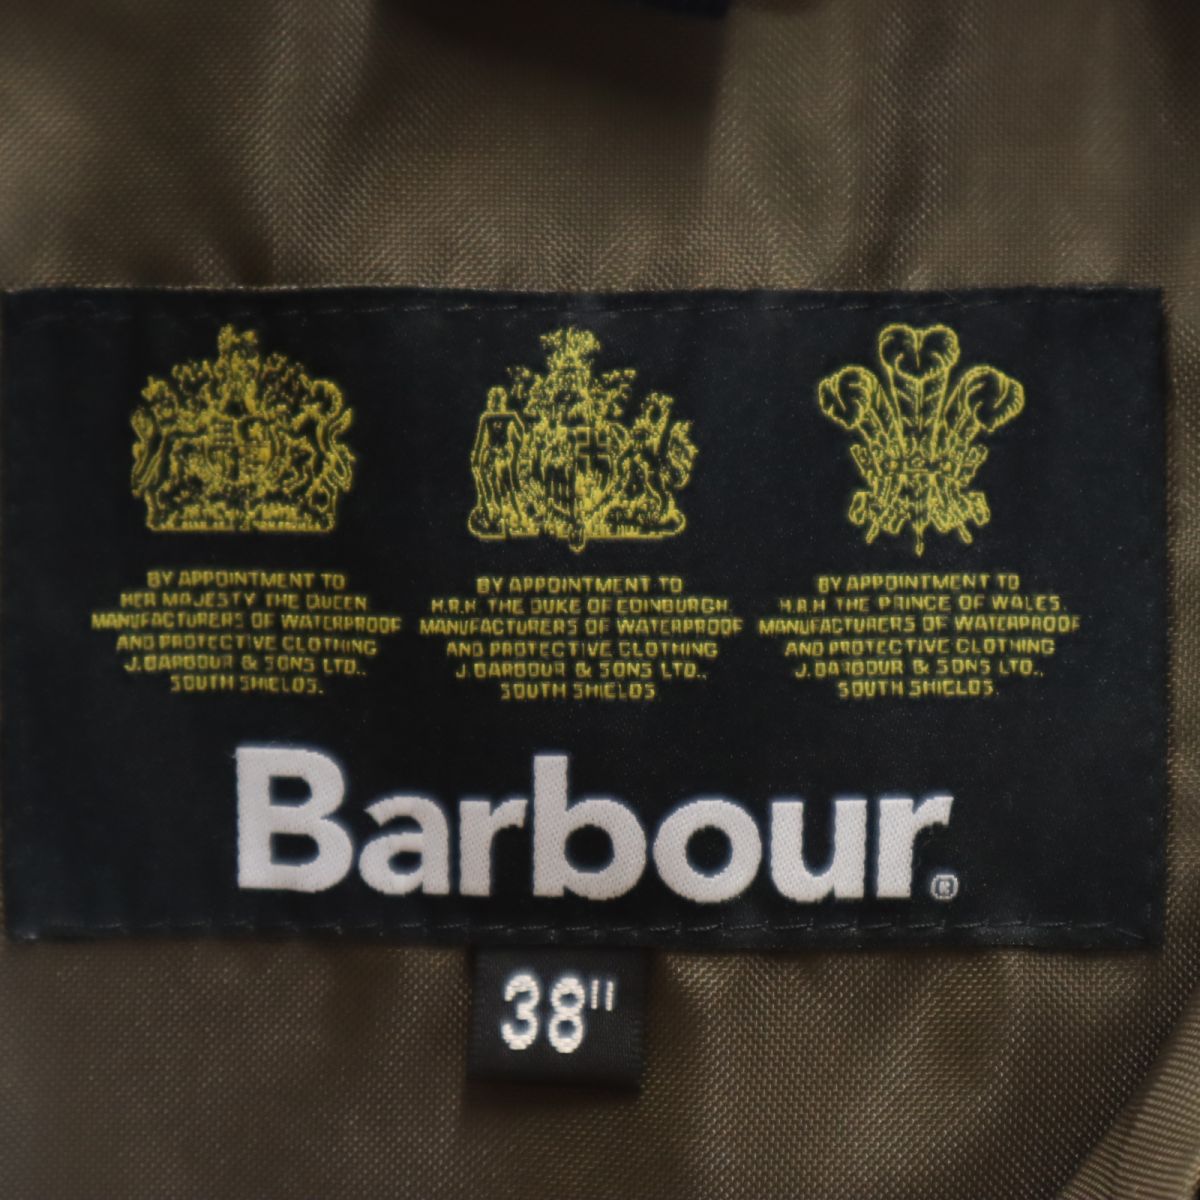 BY APPOINTMENT TO
HER MAJESTY THE QUEEN
MANUFACTURERS OF WATERPROOF
AND PROTECTIVE CLOTHING
J. BARBOUR & SONS LTD.,
SOUTH SHIELDS.
BY APPOINTMENT TO
H.R.H. THE DUKE OF EDINBURGH.
MANUFACTURERS OF WATERPROOF
AND PROTECTIVE CLOTHING
J. BARBOUR & SONS LTD.,
SOUTH SHIELDS
BY APPOINTMENT TO
H.R.H THE PRINCE OF WALES.
MANUFACTURERS OF WATERPROOF
AND PROTECTIVE CLOTHING
J. BARBOUR & SONS LTD.,
SOUTH SHIELDS.
Barbour®
38"